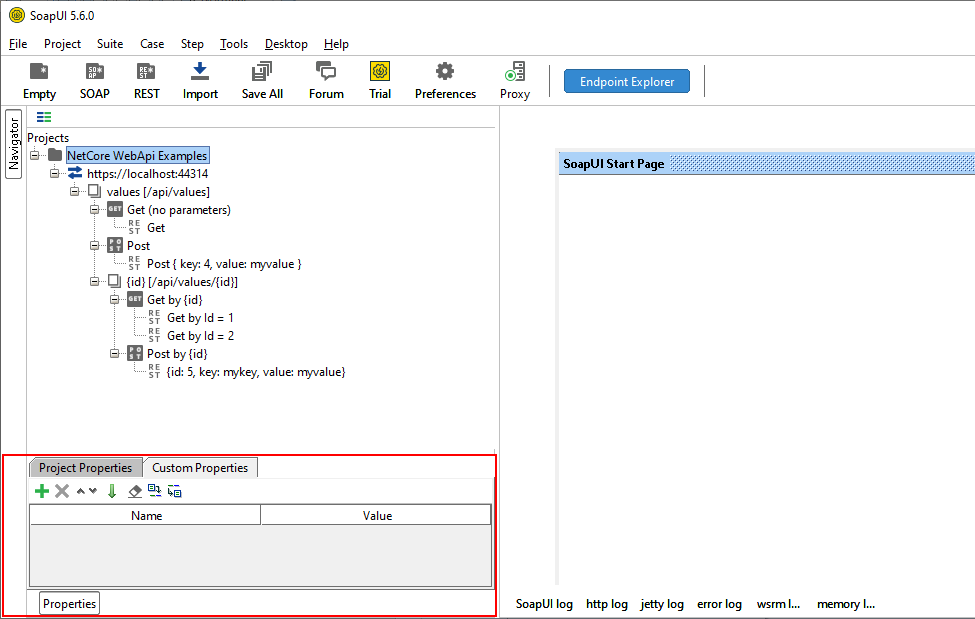 SoapUI 5.6.0
File Project Suite Case Step Tools Desktop Help
Empty SOAP REST Import Save All Forum Trial Preferences Proxy Endpoint Explorer
Navigator
Projects
NetCore WebApi Examples
https://localhost:44314
values [/api/values]
GET Get (no parameters)
REST Get
POST Post
REST Post { key: 4, value: myvalue }
{id} [/api/values/{id}]
GET Get by {id}
REST Get by Id = 1
REST Get by Id = 2
POST Post by {id}
REST {id: 5, key: mykey, value: myvalue}
SoapUI Start Page
Project Properties Custom Properties
Name Value
Properties
SoapUI log http log jetty log error log wsrm l... memory l...